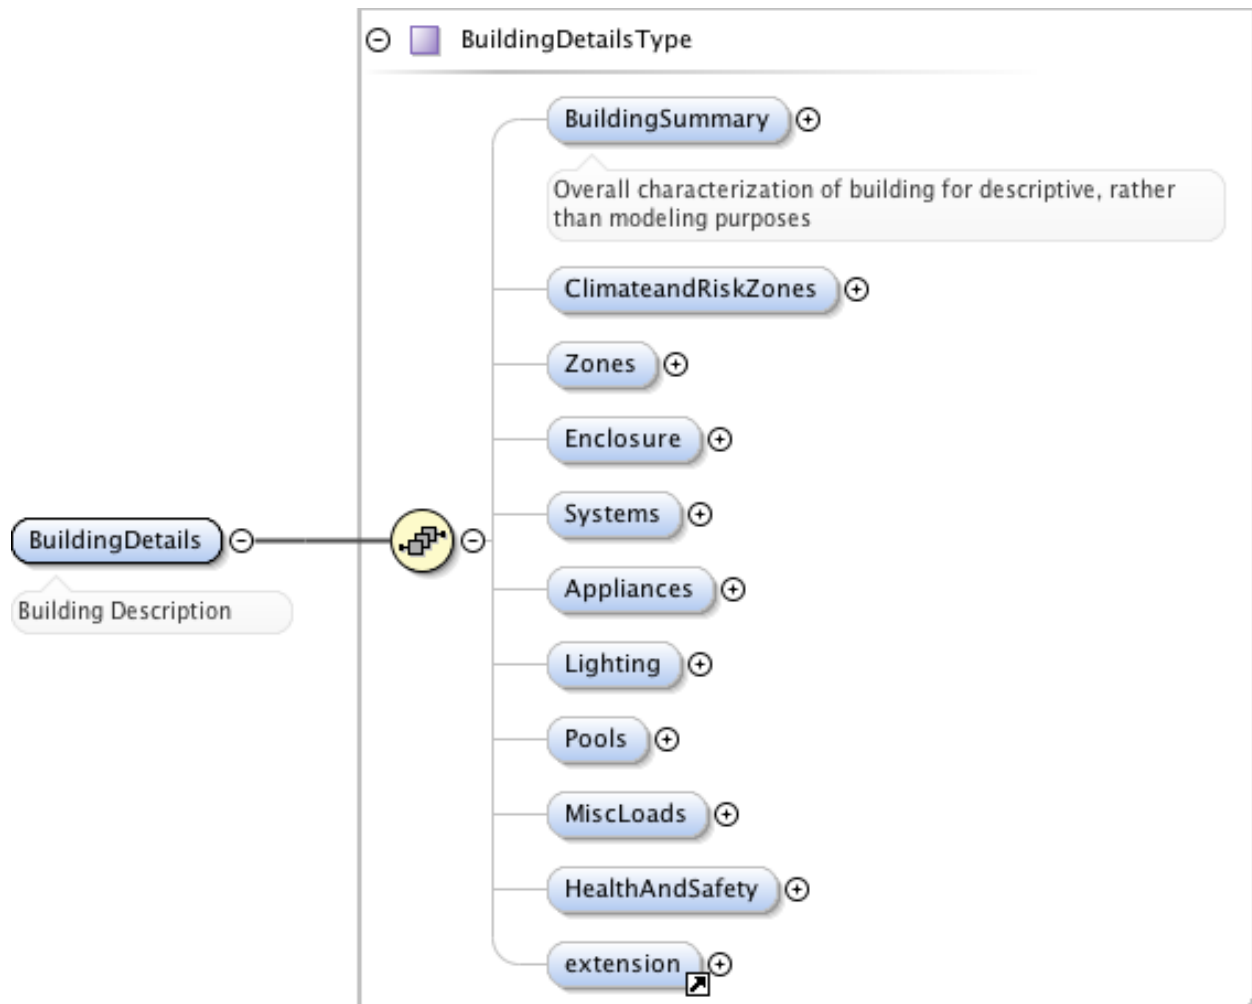 BuildingDetailsType
BuildingSummary
Overall characterization of building for descriptive, rather
than modeling purposes
ClimateandRiskZones
Zones
Enclosure
Systems
BuildingDetails
Building Description
Appliances
Lighting
Pools
MiscLoads
HealthAndSafety
extension